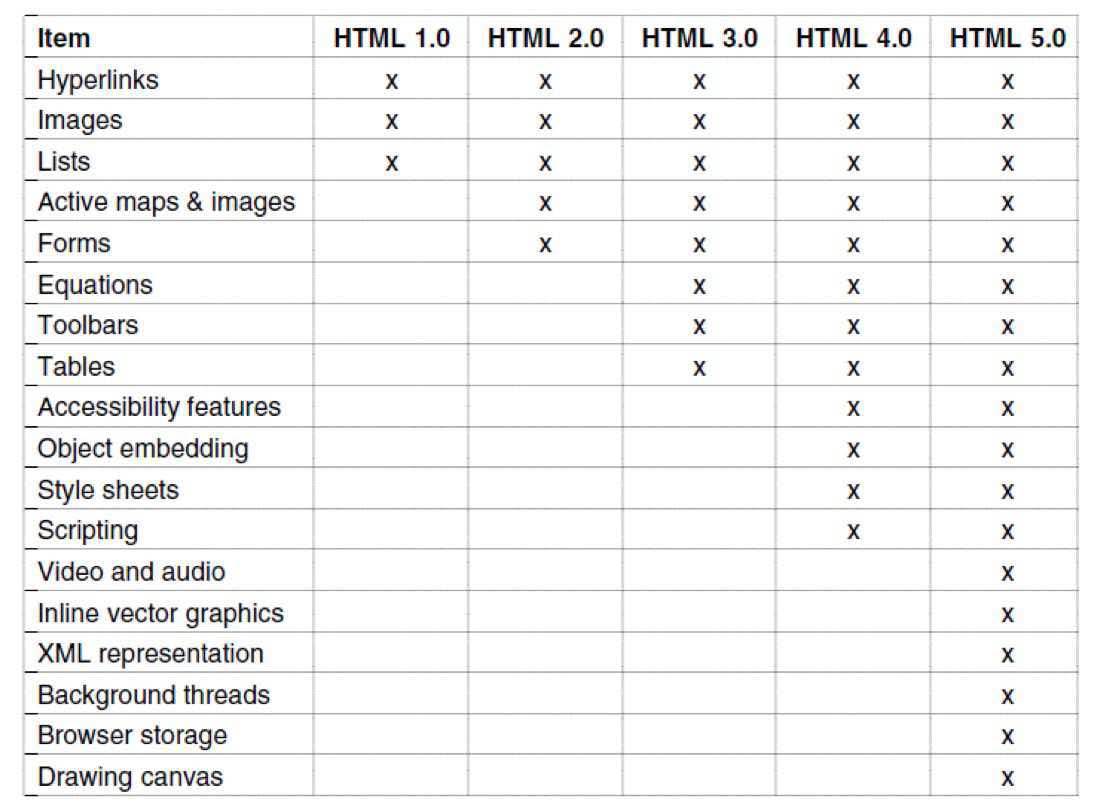 Item HTML 1.0 HTML 2.0 HTML 3.0 HTML 4.0 HTML 5.0
Hyperlinks x x x x x
Images x x x x x
Lists x x x x x
Active maps & images x x x x
Forms x x x x
Equations x x x
Toolbars x x x
Tables x x x
Accessibility features x x
Object embedding x x
Style sheets x x
Scripting x x
Video and audio x
Inline vector graphics x
XML representation x
Background threads x
Browser storage x
Drawing canvas x